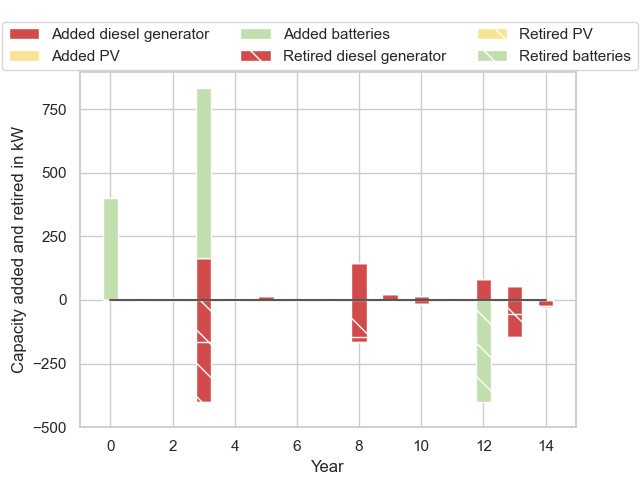 Added diesel generator Added batteries Retired PV
Added PV Retired diesel generator Retired batteries
Capacity added and retired in kW
750
500
250
0
−250
−500
0 2 4 6 8 10 12 14
Year